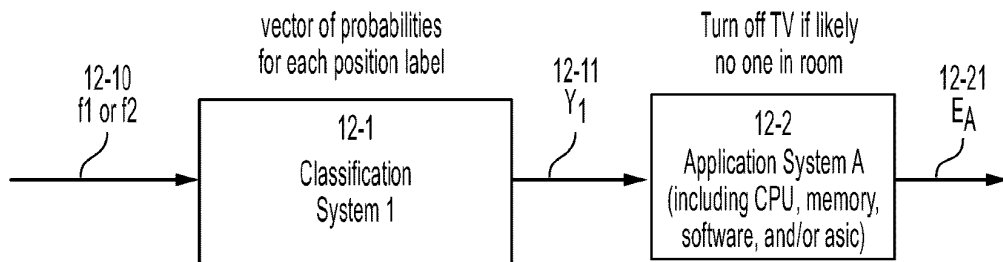 vector of probabilities
for each position label
Turn off TV if likely
no one in room
12-10
f1 or f2
12-1
Classification
System 1
12-11
Y1
12-2
Application System A
(including CPU, memory,
software, and/or asic)
12-21
EA